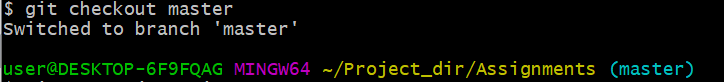 $ git checkout master
Switched to branch 'master'
user@DESKTOP-6F9FQAG MINGW64 ~/Project_dir/Assignments (master)